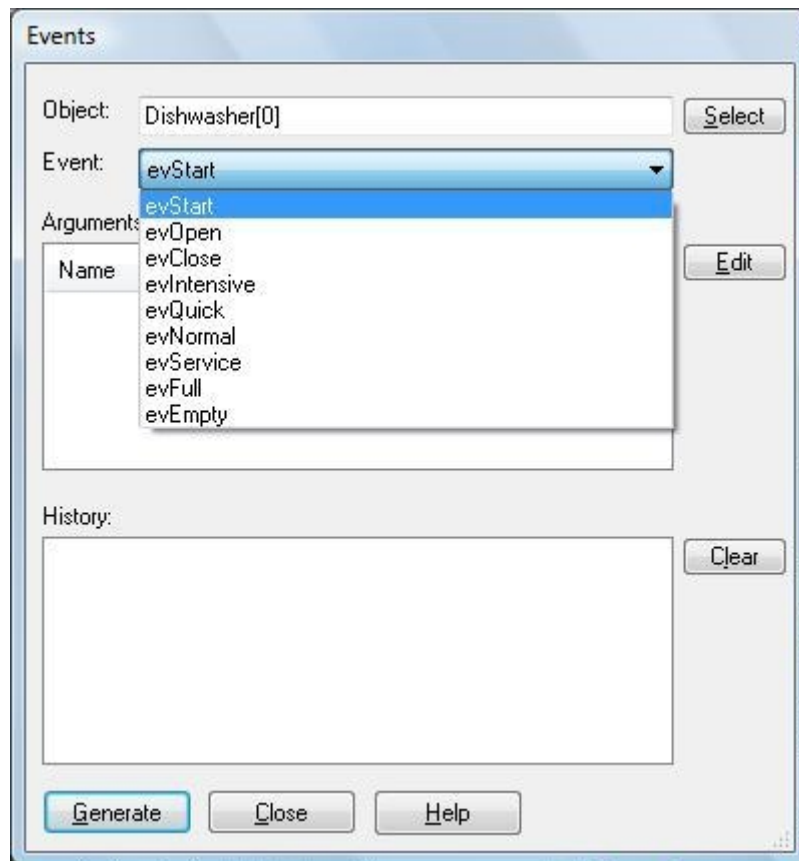 Events
Object: Dishwasher[0] Select
Event: evStart
evStart
Arguments
evOpen
evClose
Name Edit
evIntensive
evQuick
evNormal
evService
evFull
evEmpty
History:
Clear
Generate Close Help